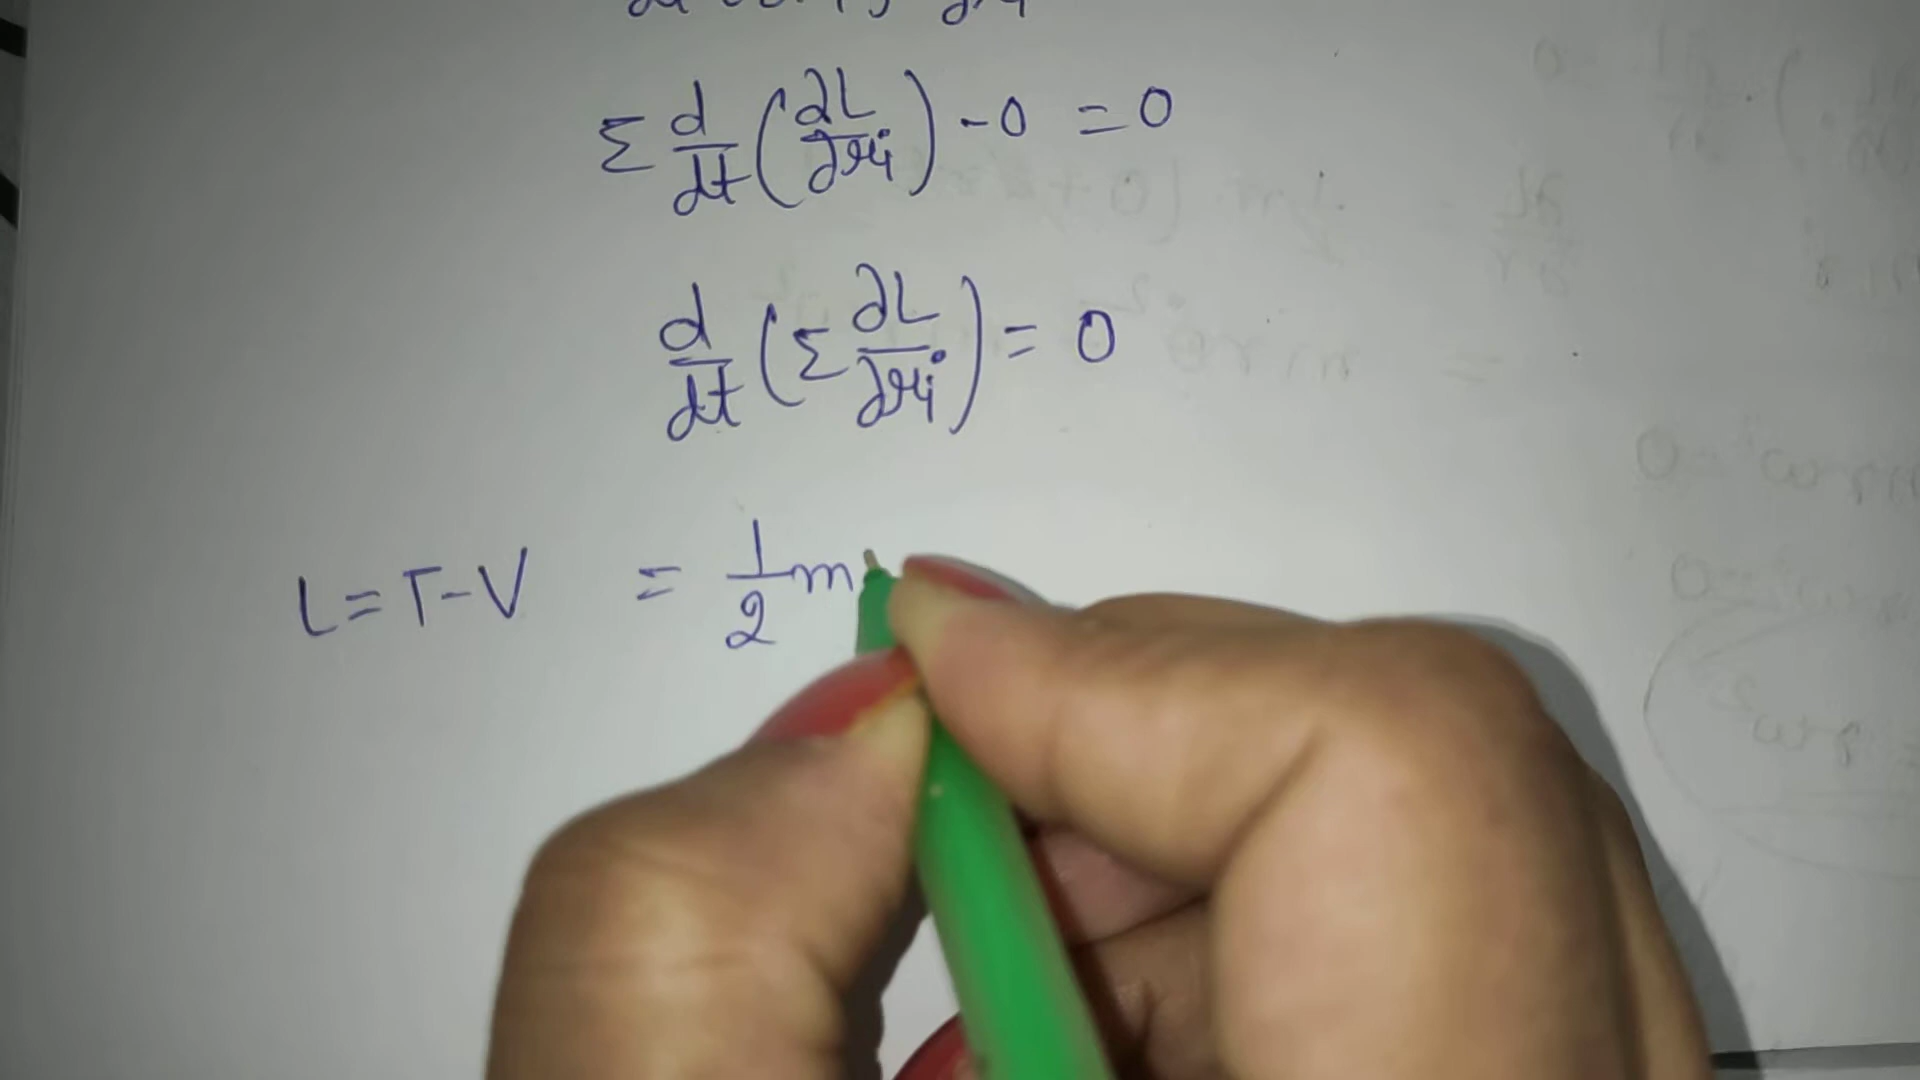 Σ d/dt (∂L/∂ṙi) - 0 = 0
d/dt (Σ ∂L/∂ṙi) = 0
L = T - V = 1/2 m